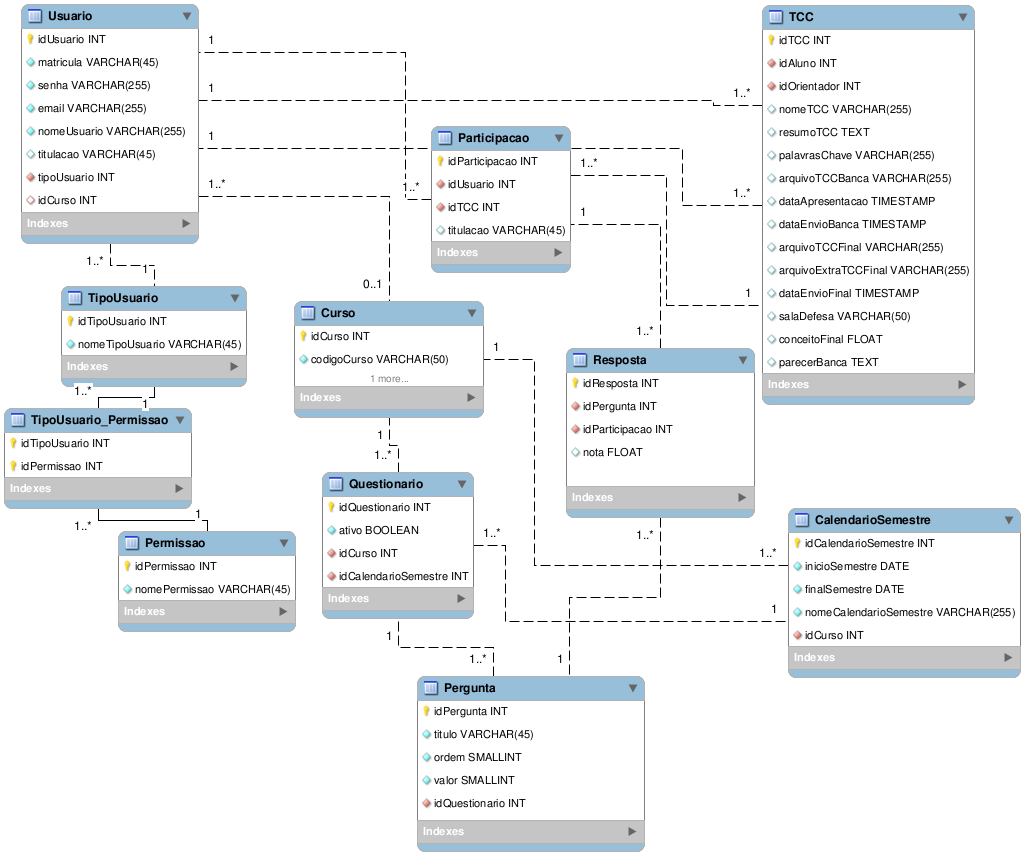 Usuario
idUsuario INT
matricula VARCHAR(45)
senha VARCHAR(255)
email VARCHAR(255)
nomeUsuario VARCHAR(255)
titulacao VARCHAR(45)
tipoUsuario INT
idCurso INT
Indexes
1
1
1
1..*
1..*
1
TCC
idTCC INT
idAluno INT
idOrientador INT
nomeTCC VARCHAR(255)
resumoTCC TEXT
palavrasChave VARCHAR(255)
arquivoTCCBanca VARCHAR(255)
dataApresentacao TIMESTAMP
dataEnvioBanca TIMESTAMP
arquivoTCCFinal VARCHAR(255)
arquivoExtraTCCFinal VARCHAR(255)
dataEnvioFinal TIMESTAMP
salaDefesa VARCHAR(50)
conceitoFinal FLOAT
parecerBanca TEXT
Indexes
1..*
1..*
1
Participacao
idParticipacao INT
idUsuario INT
idTCC INT
titulacao VARCHAR(45)
Indexes
1..*
1..*
1
TipoUsuario
idTipoUsuario INT
nomeTipoUsuario VARCHAR(45)
Indexes
1..*
1
Curso
idCurso INT
codigoCurso VARCHAR(50)
1 more...
Indexes
0..1
1
1
1..*
Resposta
idResposta INT
idPergunta INT
idParticipacao INT
nota FLOAT
Indexes
1..*
1..*
TipoUsuario_Permissao
idTipoUsuario INT
idPermissao INT
Indexes
1..*
1
Permissao
idPermissao INT
nomePermissao VARCHAR(45)
Indexes
Questionario
idQuestionario INT
ativo BOOLEAN
idCurso INT
idCalendarioSemestre INT
Indexes
1..*
1
1..*
1
CalendarioSemestre
idCalendarioSemestre INT
inicioSemestre DATE
finalSemestre DATE
nomeCalendarioSemestre VARCHAR(255)
idCurso INT
Indexes
1..*
1
Pergunta
idPergunta INT
titulo VARCHAR(45)
ordem SMALLINT
valor SMALLINT
idQuestionario INT
Indexes